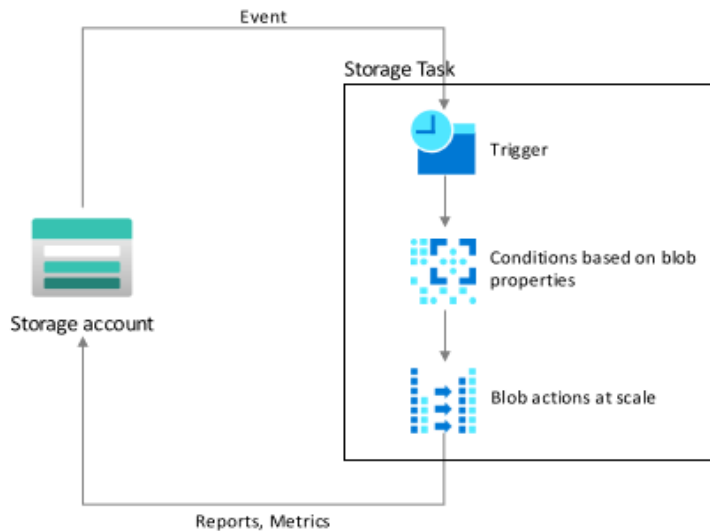 Event
Storage Task
Trigger
Conditions based on blob
properties
Storage account
Blob actions at scale
Reports, Metrics